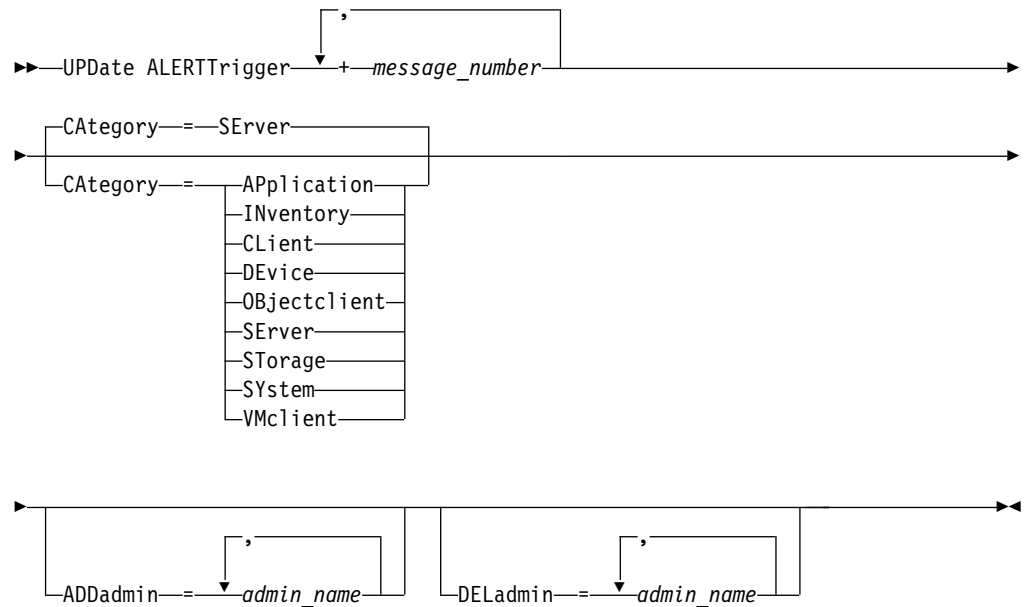 ,
UPDate ALERTTrigger + message_number
CAtegory = SErver
CAtegory = APplication
INventory
CLient
DEvice
OBjectclient
SErver
STorage
SYstem
VMclient
, ,
ADDadmin = admin_name DELadmin = admin_name